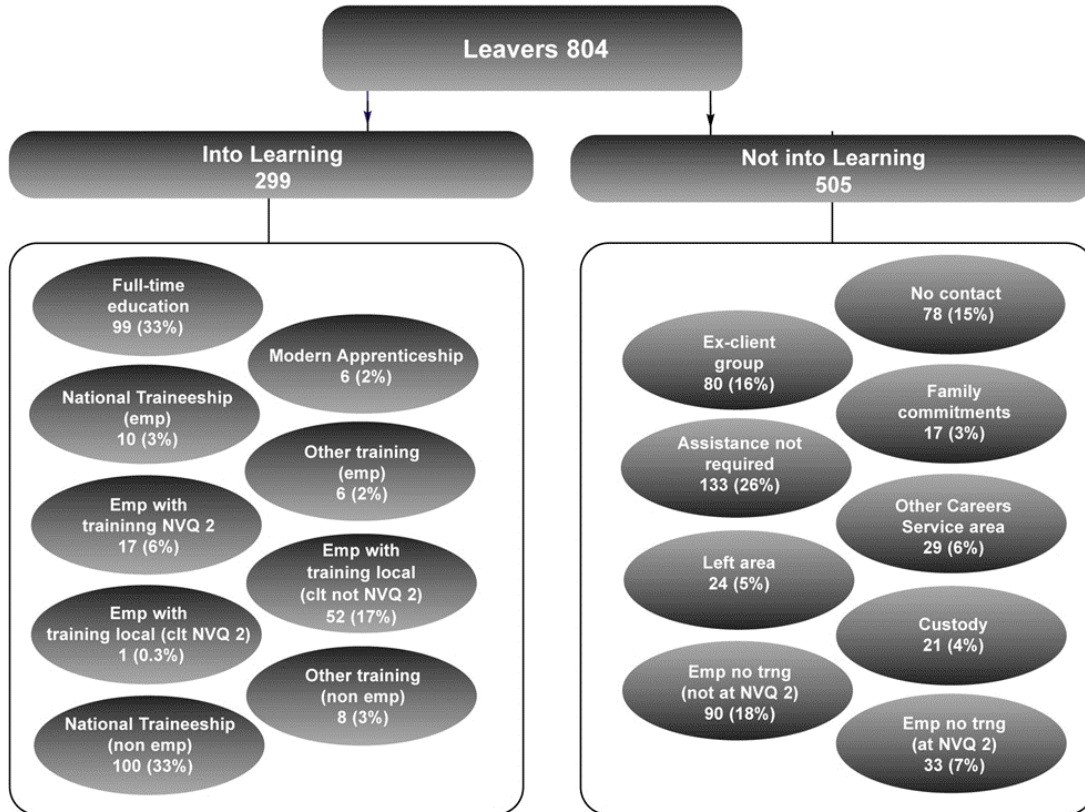 Leavers 804
Into Learning
299
Not into Learning
505
Full-time
education
99 (33%)
Modern Apprenticeship
6 (2%)
National Traineeship
(emp)
10 (3%)
Other training
(emp)
6 (2%)
Emp with
traininng NVQ 2
17 (6%)
Emp with
training local
(clt not NVQ 2)
52 (17%)
Emp with
training local (clt NVQ 2)
1 (0.3%)
Other training
(non emp)
8 (3%)
National Traineeship
(non emp)
100 (33%)
No contact
78 (15%)
Ex-client
group
80 (16%)
Family
commitments
17 (3%)
Assistance not
required
133 (26%)
Other Careers
Service area
29 (6%)
Left area
24 (5%)
Custody
21 (4%)
Emp no trng
(not at NVQ 2)
90 (18%)
Emp no trng
(at NVQ 2)
33 (7%)